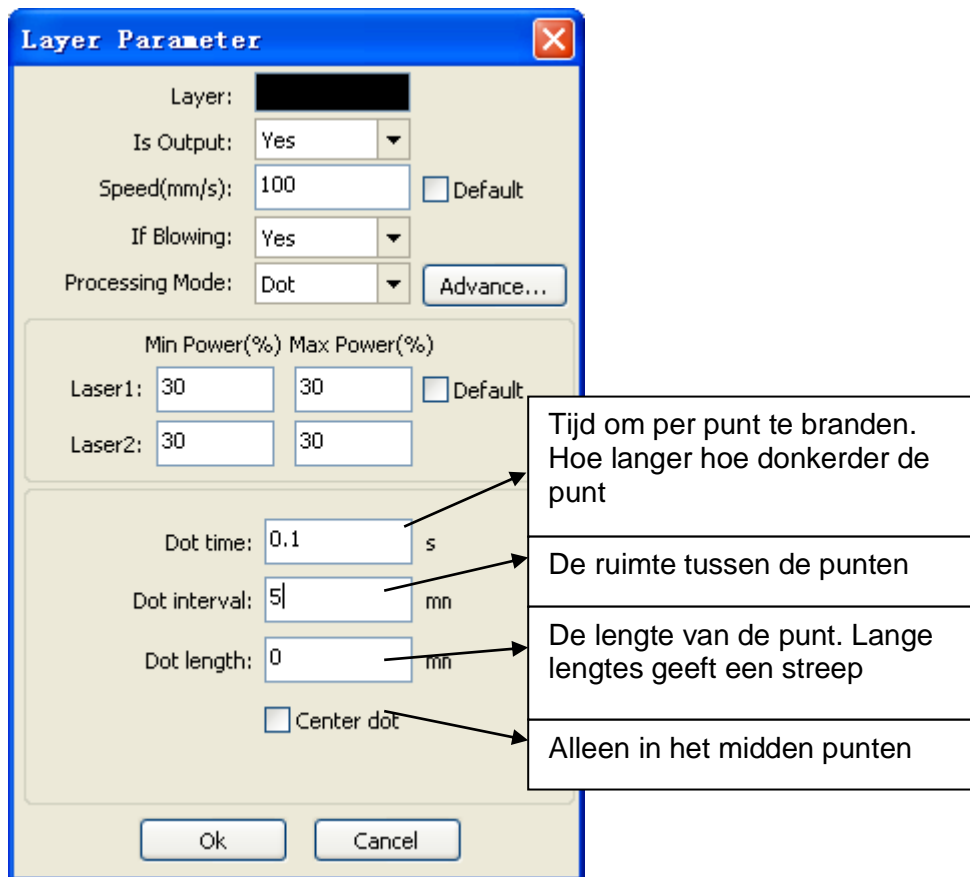 Layer Parameter
Layer:
Is Output: Yes
Speed(mm/s): 100 Default
If Blowing: Yes
Processing Mode: Dot Advance...
Min Power(%) Max Power(%)
Laser1: 30 30 Default
Laser2: 30 30
Dot time: 0.1 s
Dot interval: 5 mn
Dot length: 0 mn
Center dot
Ok Cancel
Tijd om per punt te branden.
Hoe langer hoe donkerder de
punt
De ruimte tussen de punten
De lengte van de punt. Lange
lengtes geeft een streep
Alleen in het midden punten